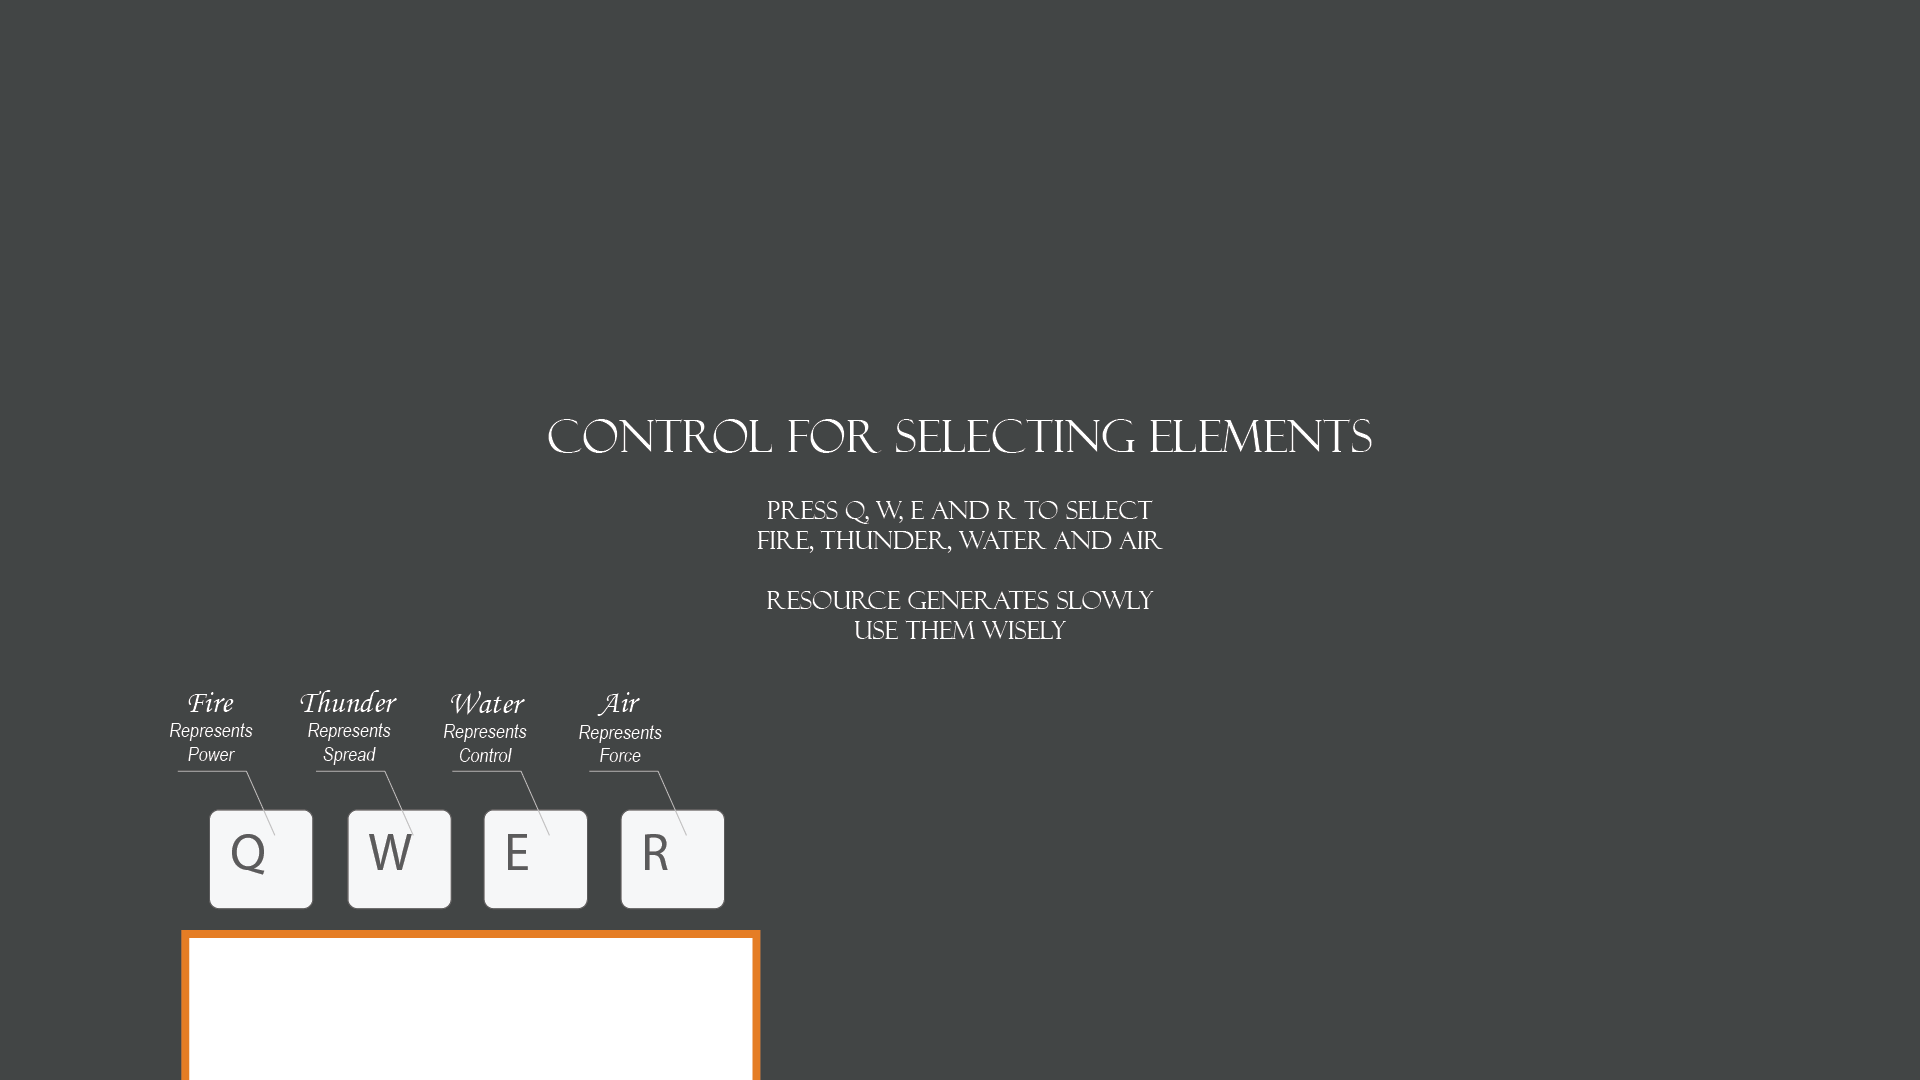 CONTROL FOR SELECTING ELEMENTS
PRESS Q, W, E AND R TO SELECT
FIRE, THUNDER, WATER AND AIR
RESOURCE GENERATES SLOWLY
USE THEM WISELY
Fire
Represents
Power
Thunder
Represents
Spread
Water
Represents
Control
Air
Represents
Force
Q
W
E
R